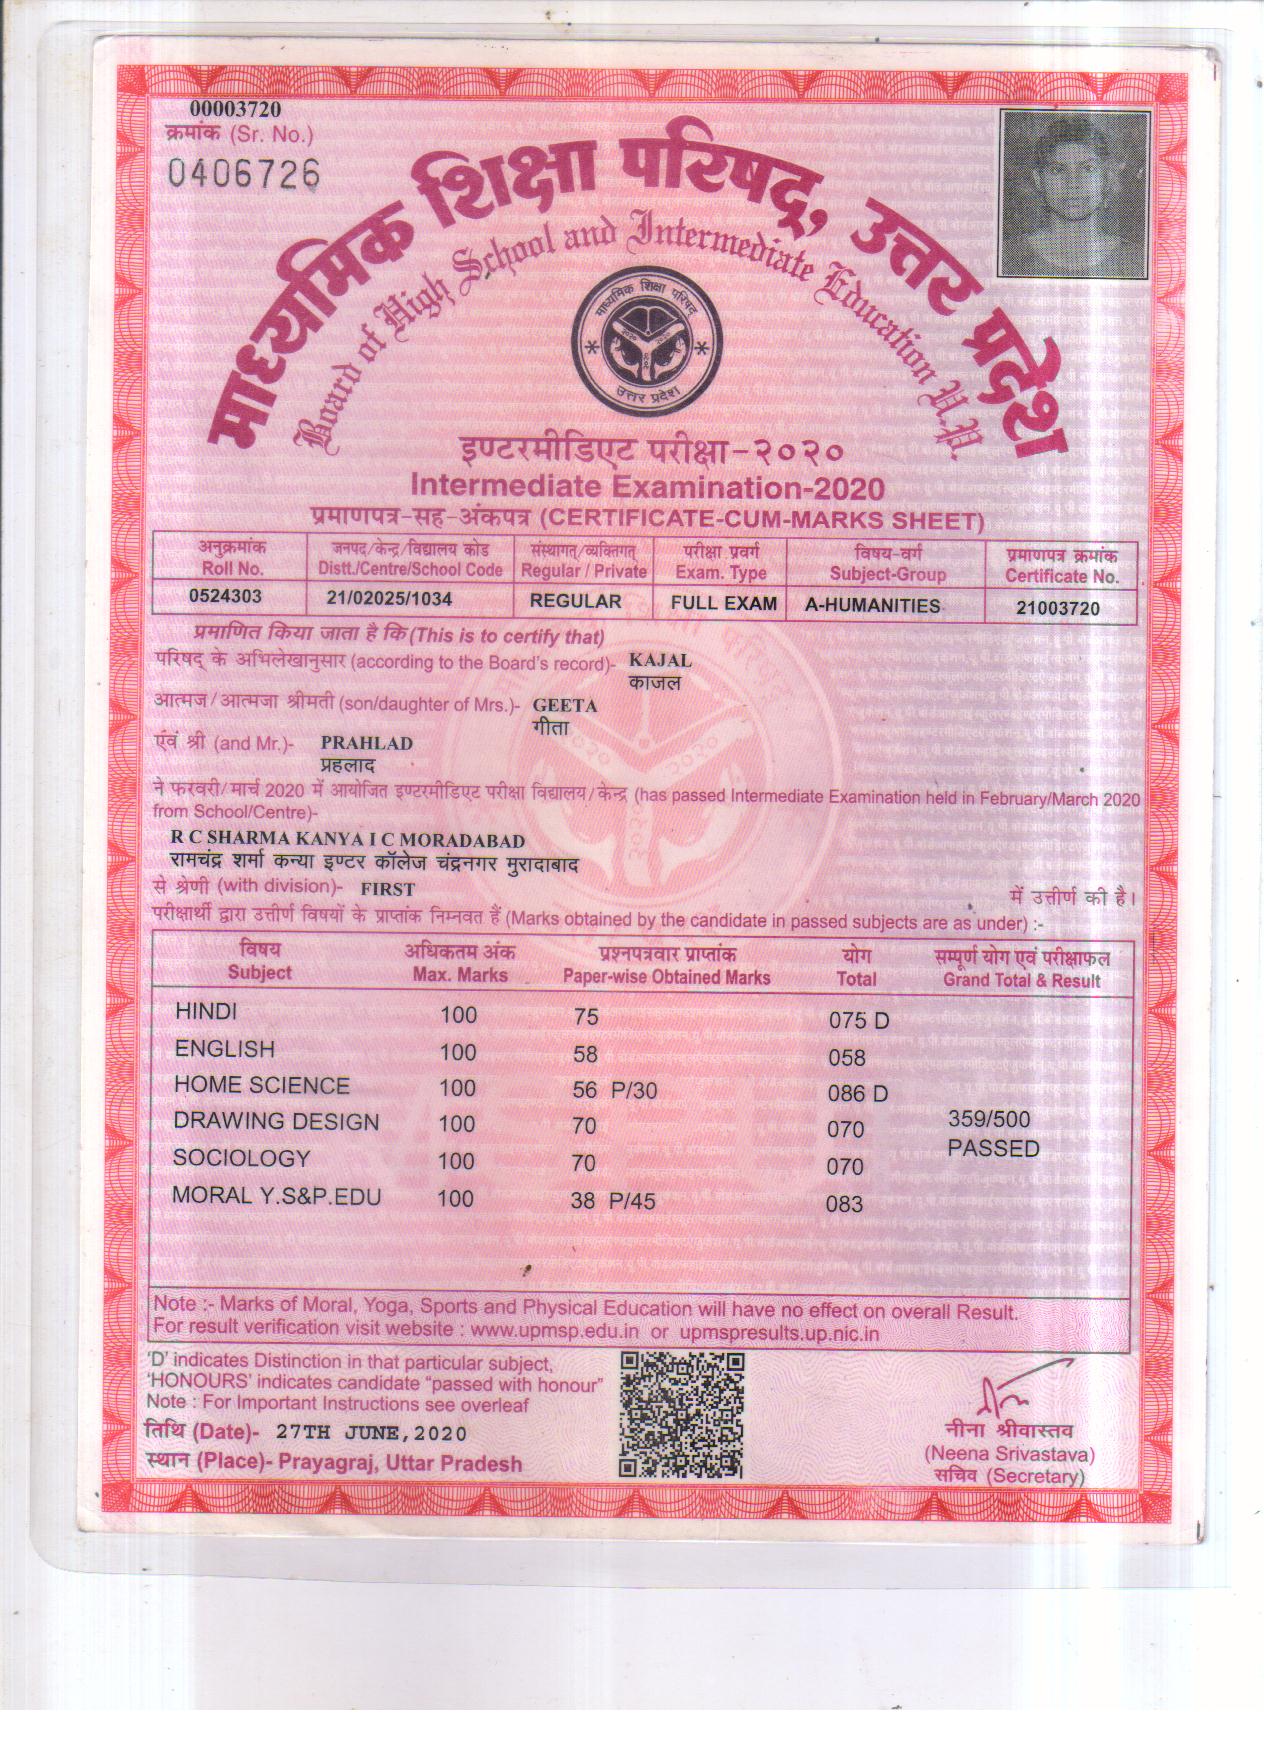 00003720
क्रमांक (Sr. No.)
0406726
माध्यमिक शिक्षा परिषद्, उत्तर प्रदेश
Board of High School and Intermediate Education U.P.
माध्यमिक शिक्षा परिषद्
उत्तर प्रदेश
इण्टरमीडिएट परीक्षा-२०२०
Intermediate Examination-2020
प्रमाणपत्र-सह-अंकपत्र (CERTIFICATE-CUM-MARKS SHEET)
अनुक्रमांक जनपद/केन्द्र/विद्यालय कोड संस्थागत/व्यक्तिगत परीक्षा प्रवर्ग विषय-वर्ग प्रमाणपत्र क्रमांक
Roll No. Distt./Centre/School Code Regular / Private Exam. Type Subject-Group Certificate No.
0524303 21/02025/1034 REGULAR FULL EXAM A-HUMANITIES 21003720
प्रमाणित किया जाता है कि (This is to certify that)
परिषद् के अभिलेखानुसार (according to the Board's record)- KAJAL
काजल
आत्मज/आत्मजा श्रीमती (son/daughter of Mrs.)- GEETA
गीता
एंव श्री (and Mr.)- PRAHLAD
प्रहलाद
ने फरवरी/मार्च 2020 में आयोजित इण्टरमीडिएट परीक्षा विद्यालय/केन्द्र (has passed Intermediate Examination held in February/March 2020
from School/Centre)-
R C SHARMA KANYA I C MORADABAD
रामचंद्र शर्मा कन्या इण्टर कॉलेज चंद्रनगर मुरादाबाद
से श्रेणी (with division)- FIRST में उत्तीर्ण की है।
परीक्षार्थी द्वारा उत्तीर्ण विषयों के प्राप्तांक निम्नवत हैं (Marks obtained by the candidate in passed subjects are as under) :-
विषय अधिकतम अंक प्रश्नपत्रवार प्राप्तांक योग सम्पूर्ण योग एवं परीक्षाफल
Subject Max. Marks Paper-wise Obtained Marks Total Grand Total & Result
HINDI 100 75 075 D
ENGLISH 100 58 058
HOME SCIENCE 100 56 P/30 086 D
DRAWING DESIGN 100 70 070 359/500
SOCIOLOGY 100 70 070 PASSED
MORAL Y.S&P.EDU 100 38 P/45 083
Note :- Marks of Moral, Yoga, Sports and Physical Education will have no effect on overall Result.
For result verification visit website : www.upmsp.edu.in or upmspresults.up.nic.in
'D' indicates Distinction in that particular subject,
'HONOURS' indicates candidate "passed with honour"
Note : For Important Instructions see overleaf
तिथि (Date)- 27TH JUNE,2020
स्थान (Place)- Prayagraj, Uttar Pradesh
नीना श्रीवास्तव
(Neena Srivastava)
सचिव (Secretary)